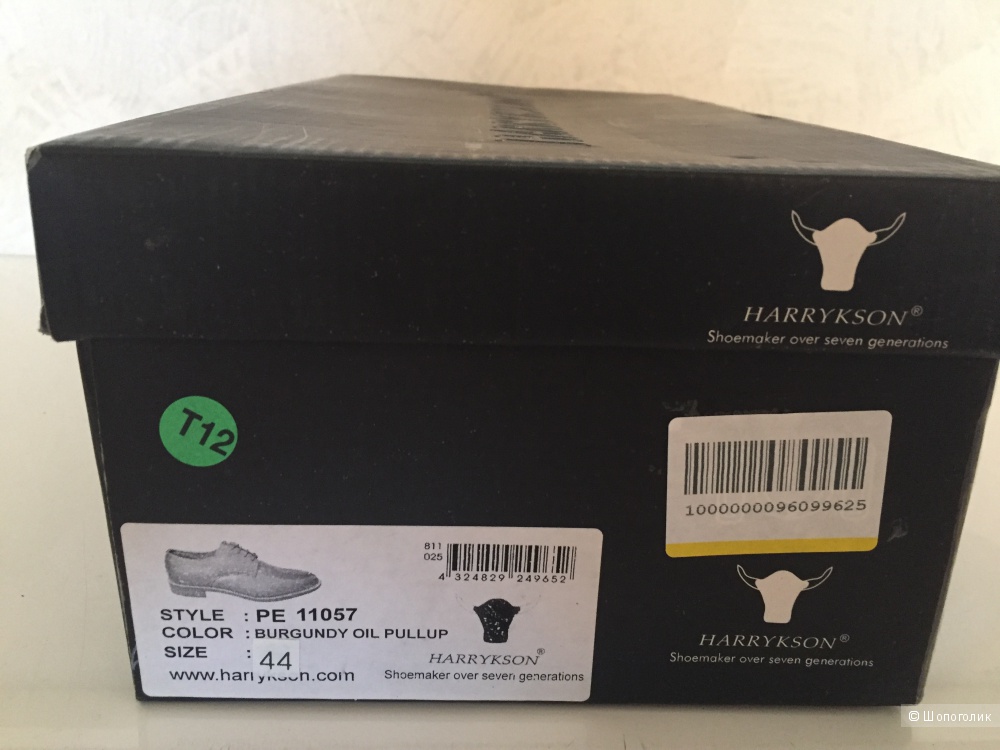 HARRYKSON®
Shoemaker over seven generations
T12
1000000096099625
811
025
4 324829 249652
STYLE : PE 11057
COLOR : BURGUNDY OIL PULLUP
SIZE : 44
www.harrykson.com
HARRYKSON®
Shoemaker over seven generations
HARRYKSON®
Shoemaker over seven generations
© Шопоголик